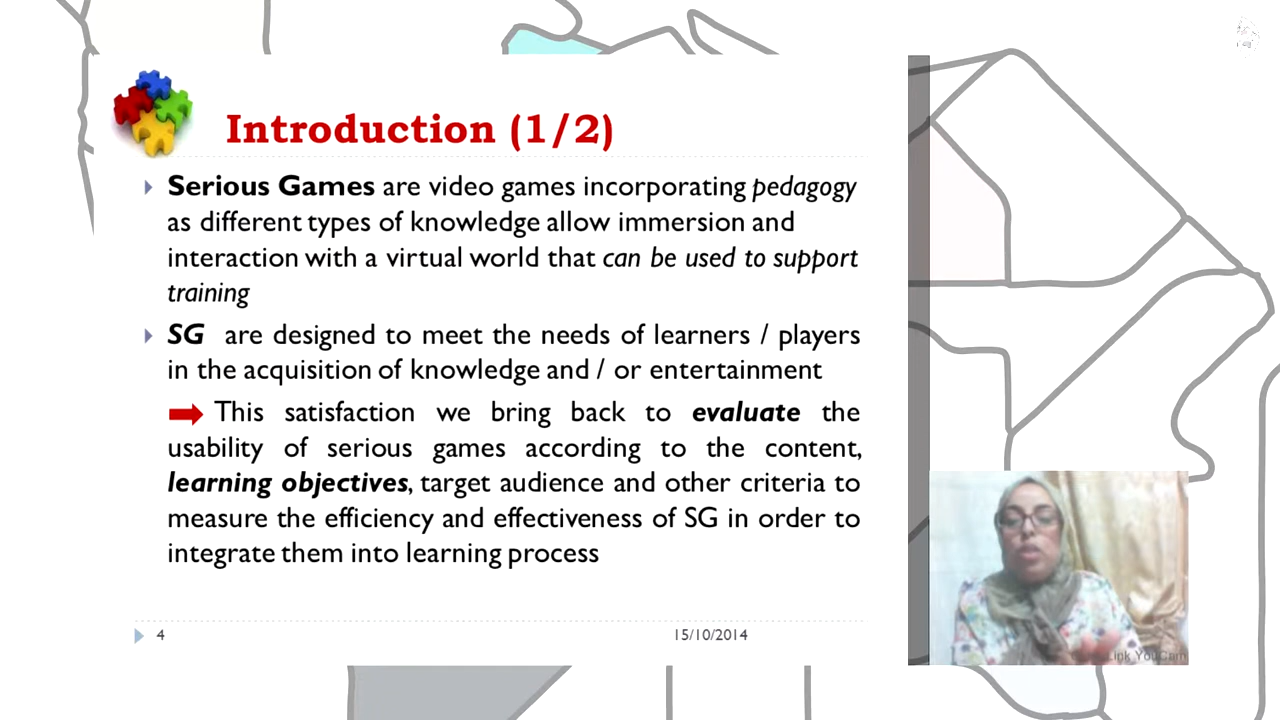 Introduction (1/2)
Serious Games are video games incorporating pedagogy
as different types of knowledge allow immersion and
interaction with a virtual world that can be used to support
training
SG are designed to meet the needs of learners / players
in the acquisition of knowledge and / or entertainment
This satisfaction we bring back to evaluate the
usability of serious games according to the content,
learning objectives, target audience and other criteria to
measure the efficiency and effectiveness of SG in order to
integrate them into learning process
4
15/10/2014
Link YouCam